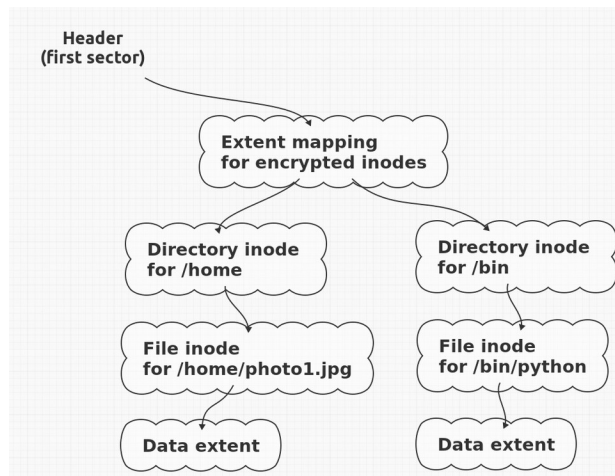 Header
(first sector)
Extent mapping
for encrypted inodes
Directory inode
for /home
Directory inode
for /bin
File inode
for /home/photo1.jpg
File inode
for /bin/python
Data extent
Data extent